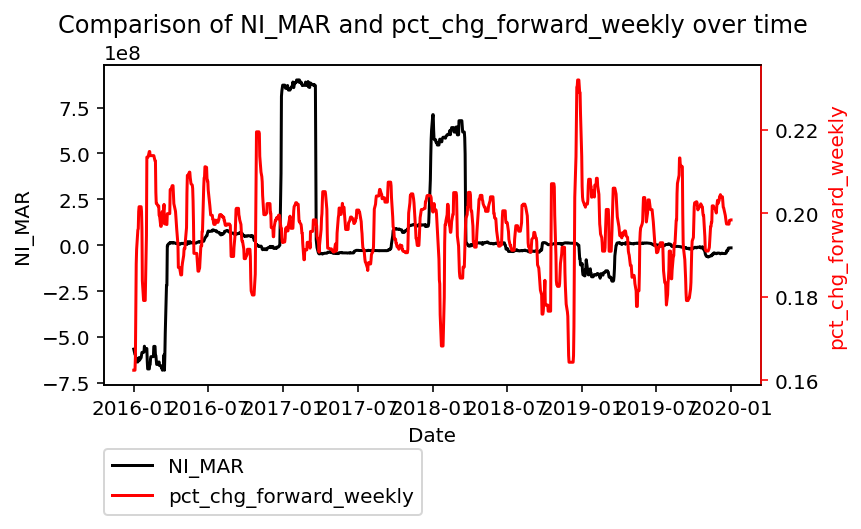 Comparison of NI_MAR and pct_chg_forward_weekly over time
1e8
7.5
5.0
2.5
0.0
−2.5
−5.0
−7.5
NI_MAR
0.22
0.20
0.18
0.16
pct_chg_forward_weekly
2016-01 2016-07 2017-01 2017-07 2018-01 2018-07 2019-01 2019-07 2020-01
Date
NI_MAR
pct_chg_forward_weekly